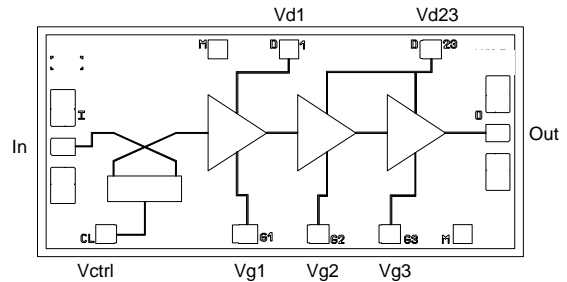 Vd1 Vd23
M D 1 D 23
I O
In Out
CL G1 G2 G3 M
Vctrl Vg1 Vg2 Vg3